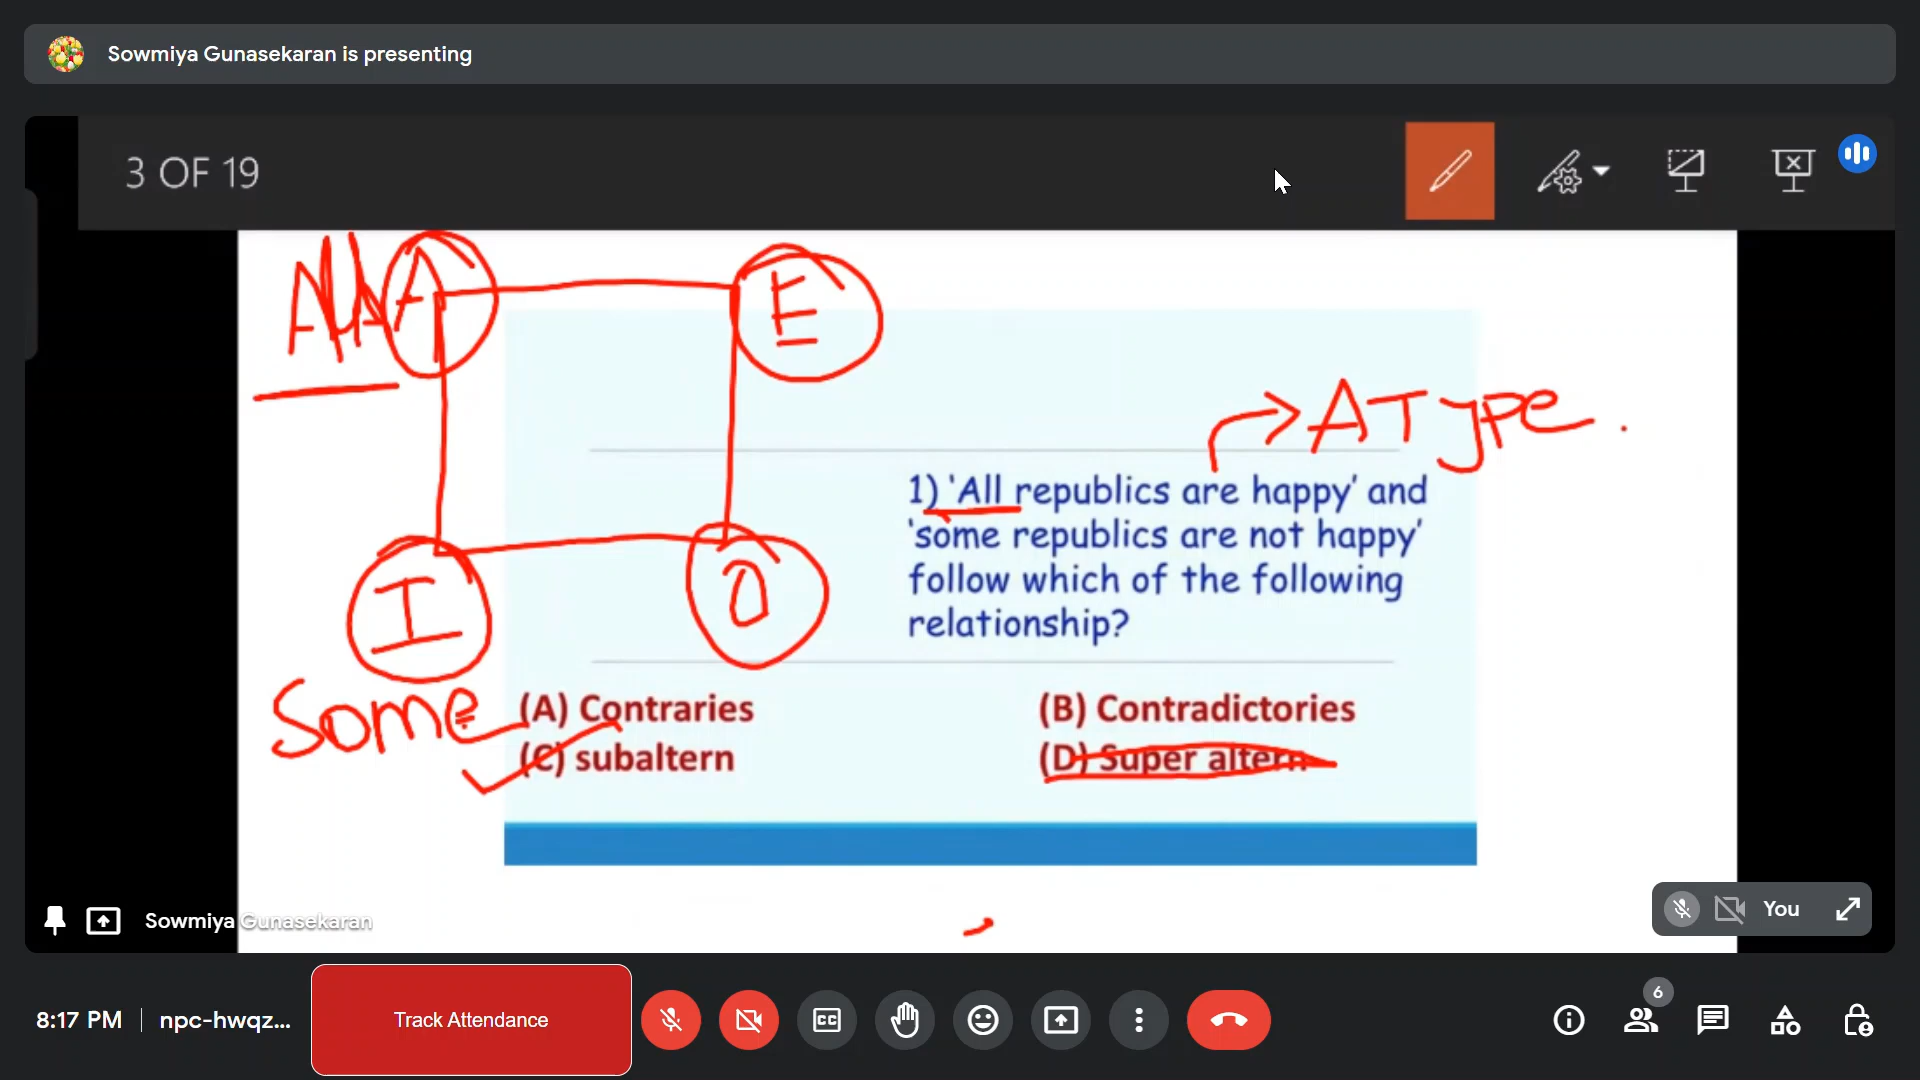 Sowmiya Gunasekaran is presenting
3 OF 19
A
E
A Type.
1) 'All republics are happy' and
'some republics are not happy'
follow which of the following
relationship?
I
O
Some
(A) Contraries
(B) Contradictories
(C) subaltern
(D) Super altern
Sowmiya Gunasekaran
You
8:17 PM
npc-hwqz...
Track Attendance
CC
6